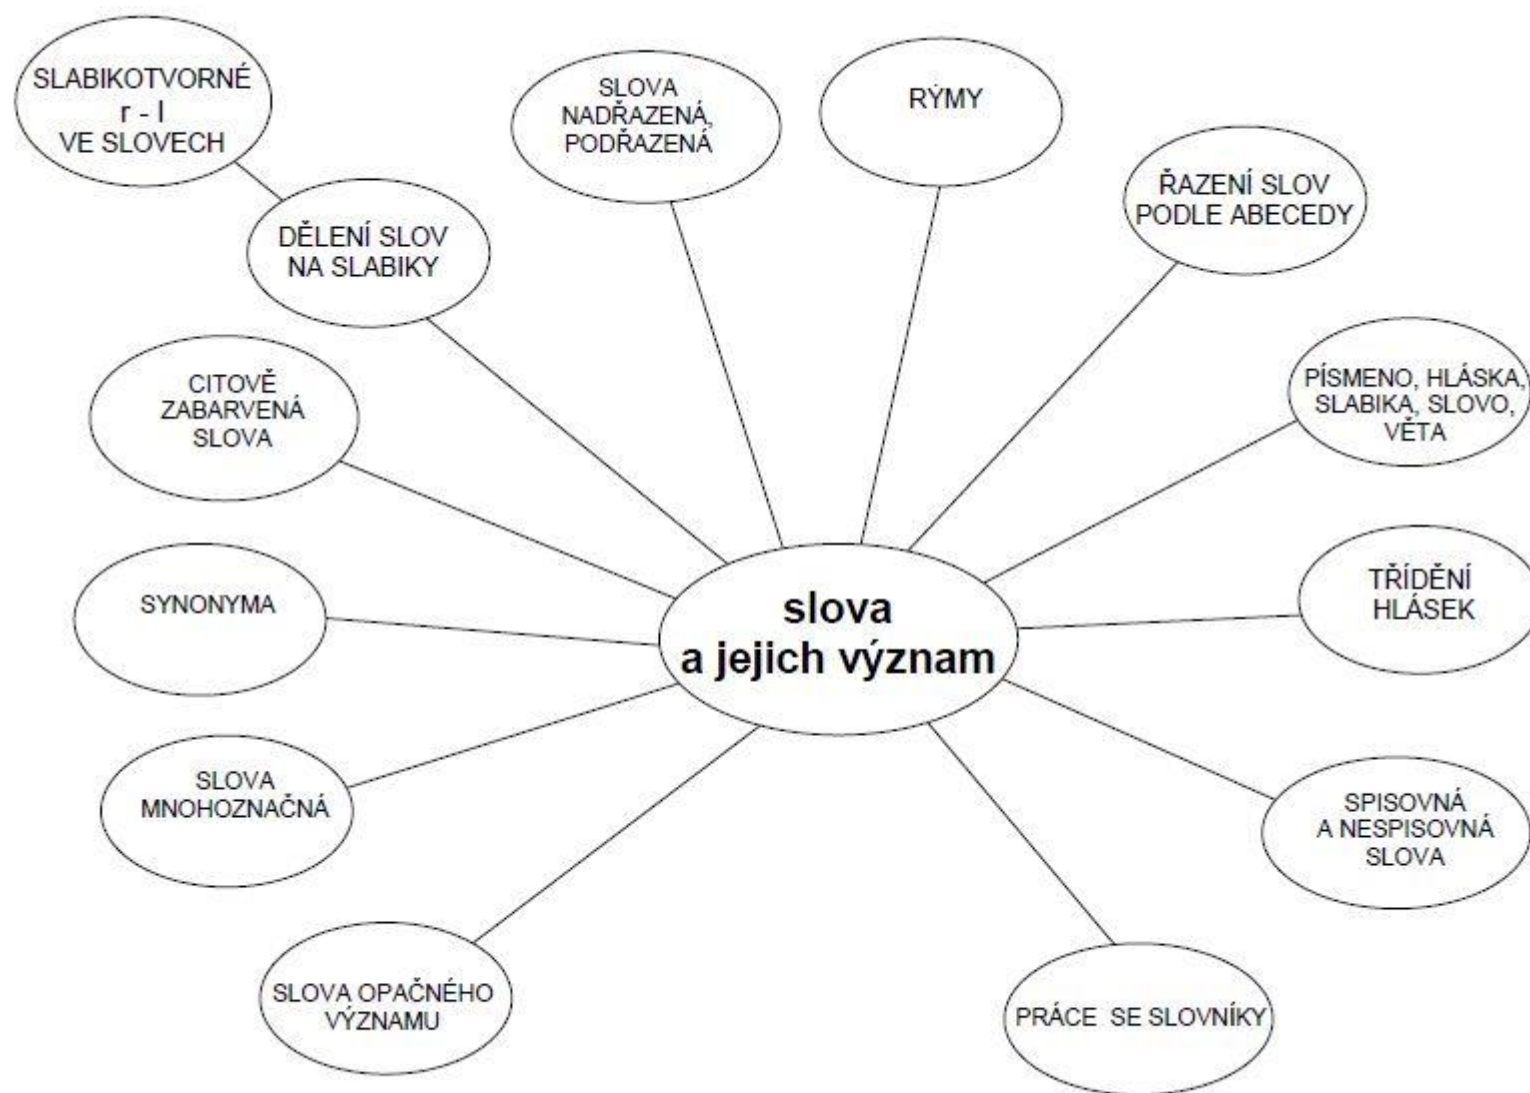 SLABIKOTVORNÉ
r - l
VE SLOVECH
SLOVA
NADŘAZENÁ,
PODŘAZENÁ
RÝMY
ŘAZENÍ SLOV
PODLE ABECEDY
DĚLENÍ SLOV
NA SLABIKY
CITOVĚ
ZABARVENÁ
SLOVA
PÍSMENO, HLÁSKA,
SLABIKA, SLOVO,
VĚTA
SYNONYMA
slova
a jejich význam
TŘÍDĚNÍ
HLÁSEK
SLOVA
MNOHOZNAČNÁ
SPISOVNÁ
A NESPISOVNÁ
SLOVA
SLOVA OPAČNÉHO
VÝZNAMU
PRÁCE SE SLOVNÍKY